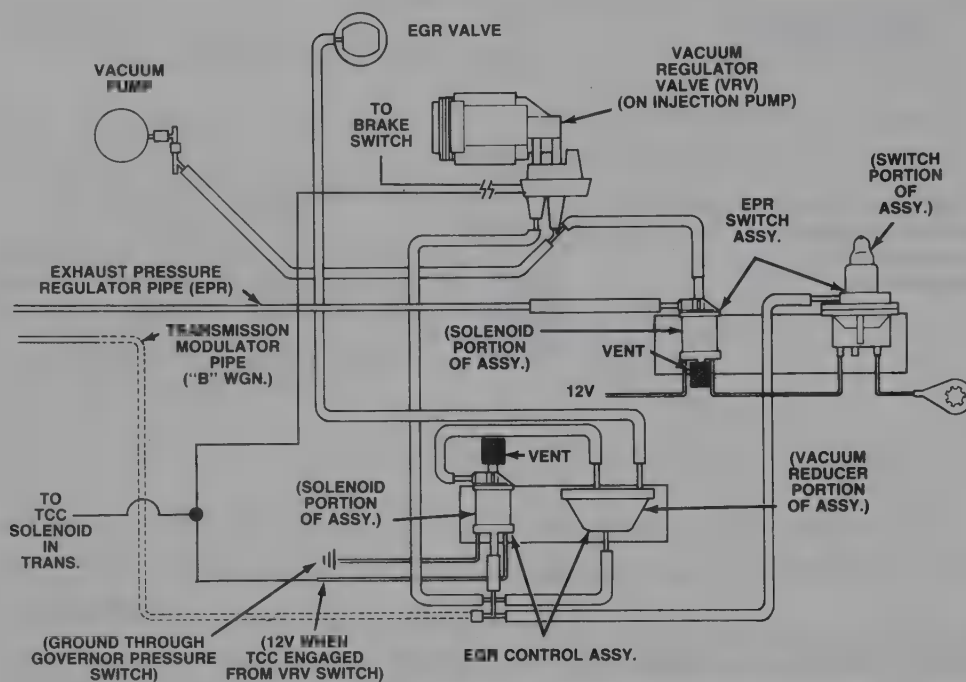 EGR VALVE
VACUUM
PUMP
VACUUM
REGULATOR
VALVE (VRV)
(ON INJECTION PUMP)
TO
BRAKE
SWITCH
(SWITCH
PORTION
OF
ASSY.)
EPR
SWITCH
ASSY.
EXHAUST PRESSURE
REGULATOR PIPE (EPR)
TRANSMISSION
MODULATOR
PIPE
("B" WGN.)
(SOLENOID
PORTION
OF ASSY.)
VENT
12V
VENT
(SOLENOID
PORTION
OF ASSY.)
(VACUUM
REDUCER
PORTION
OF ASSY.)
TO
TCC
SOLENOID
IN
TRANS.
(GROUND THROUGH
GOVERNOR PRESSURE
SWITCH)
(12V WHEN
TCC ENGAGED
FROM VRV SWITCH)
EGR CONTROL ASSY.